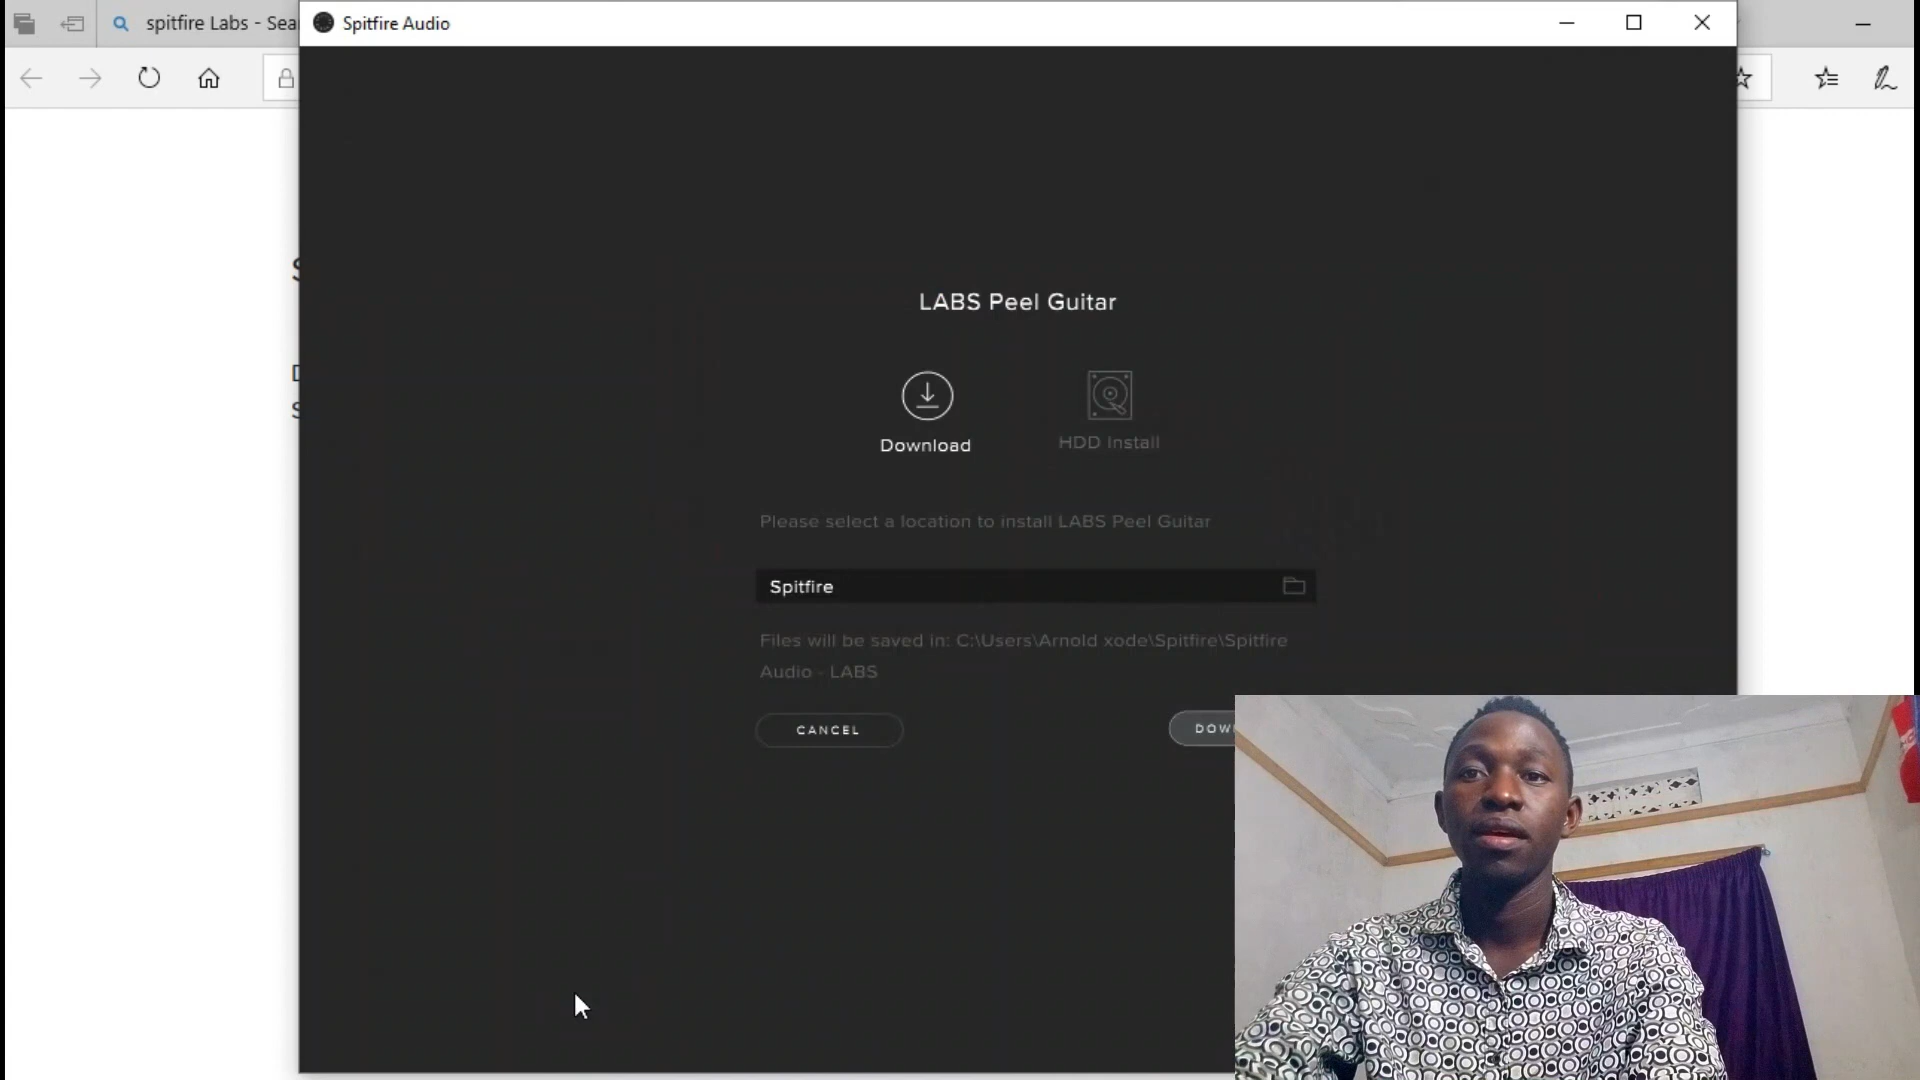 spitfire Labs - Sea
Spitfire Audio
LABS Peel Guitar
Download
HDD Install
Please select a location to install LABS Peel Guitar
Spitfire
Files will be saved in: C:\Users\Arnold xode\Spitfire\Spitfire
Audio - LABS
CANCEL